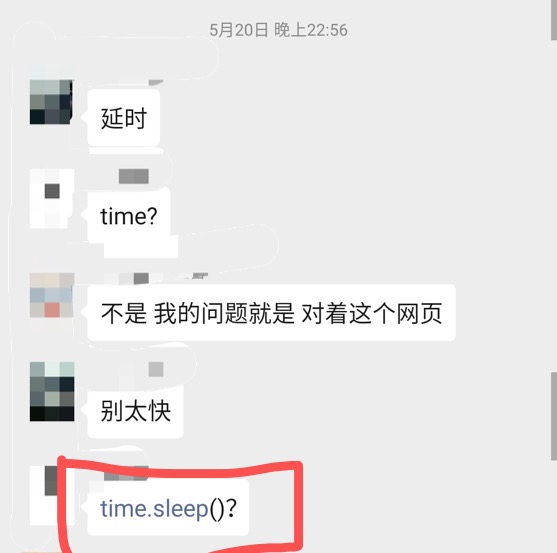 5月20日 晚上22:56
延时
time?
不是 我的问题就是 对着这个网页
别太快
time.sleep()?